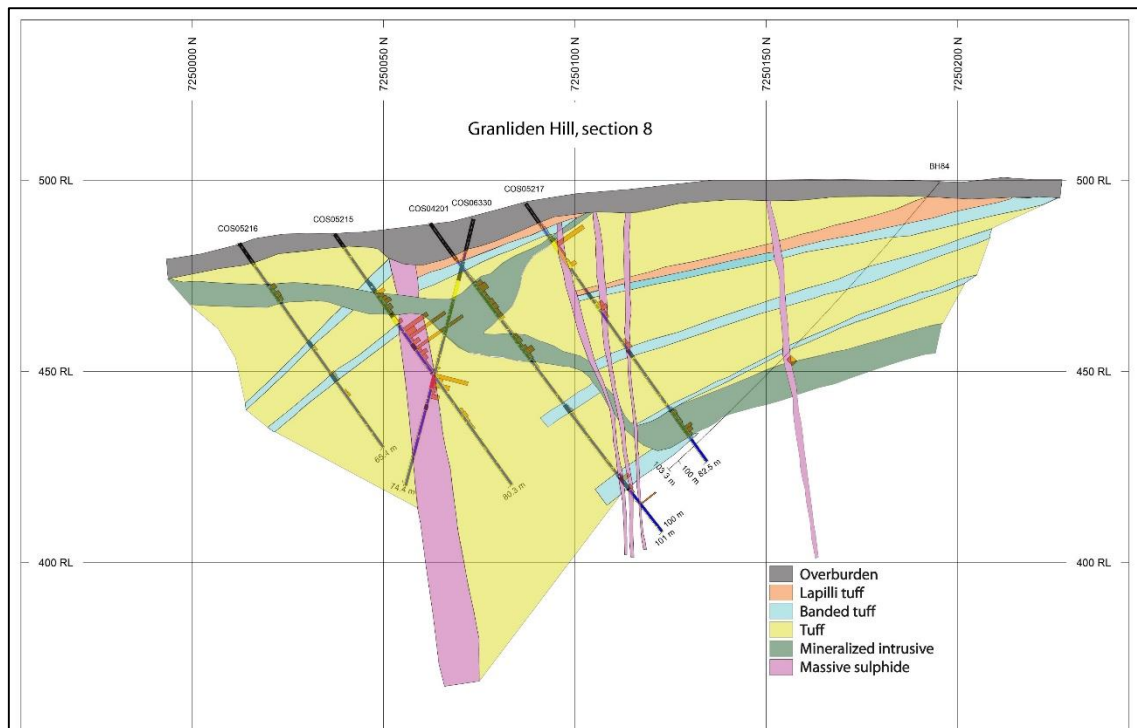 7250000 N
7250050 N
7250100 N
7250150 N
7250200 N
Granliden Hill, section 8
BH84
500 RL
500 RL
COS05217
COS06330
COS04201
COS05215
COS05216
450 RL
450 RL
65.4 m
74.4 m
80.3 m
103.3 m
100 m
82.5 m
100 m
101 m
400 RL
400 RL
Overburden
Lapilli tuff
Banded tuff
Tuff
Mineralized intrusive
Massive sulphide